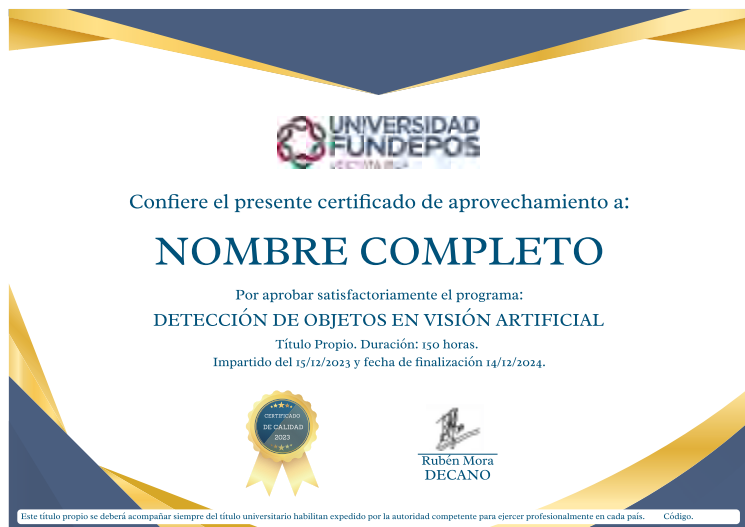 UNIVERSIDAD
FUNDEPOS
Confiere el presente certificado de aprovechamiento a:
NOMBRE COMPLETO
Por aprobar satisfactoriamente el programa:
DETECCIÓN DE OBJETOS EN VISIÓN ARTIFICIAL
Título Propio. Duración: 150 horas.
Impartido del 15/12/2023 y fecha de finalización 14/12/2024.
CERTIFICADO
DE CALIDAD
2023
Rubén Mora
DECANO
Este título propio se deberá acompañar siempre del título universitario habilitan expedido por la autoridad competente para ejercer profesionalmente en cada país. Código.